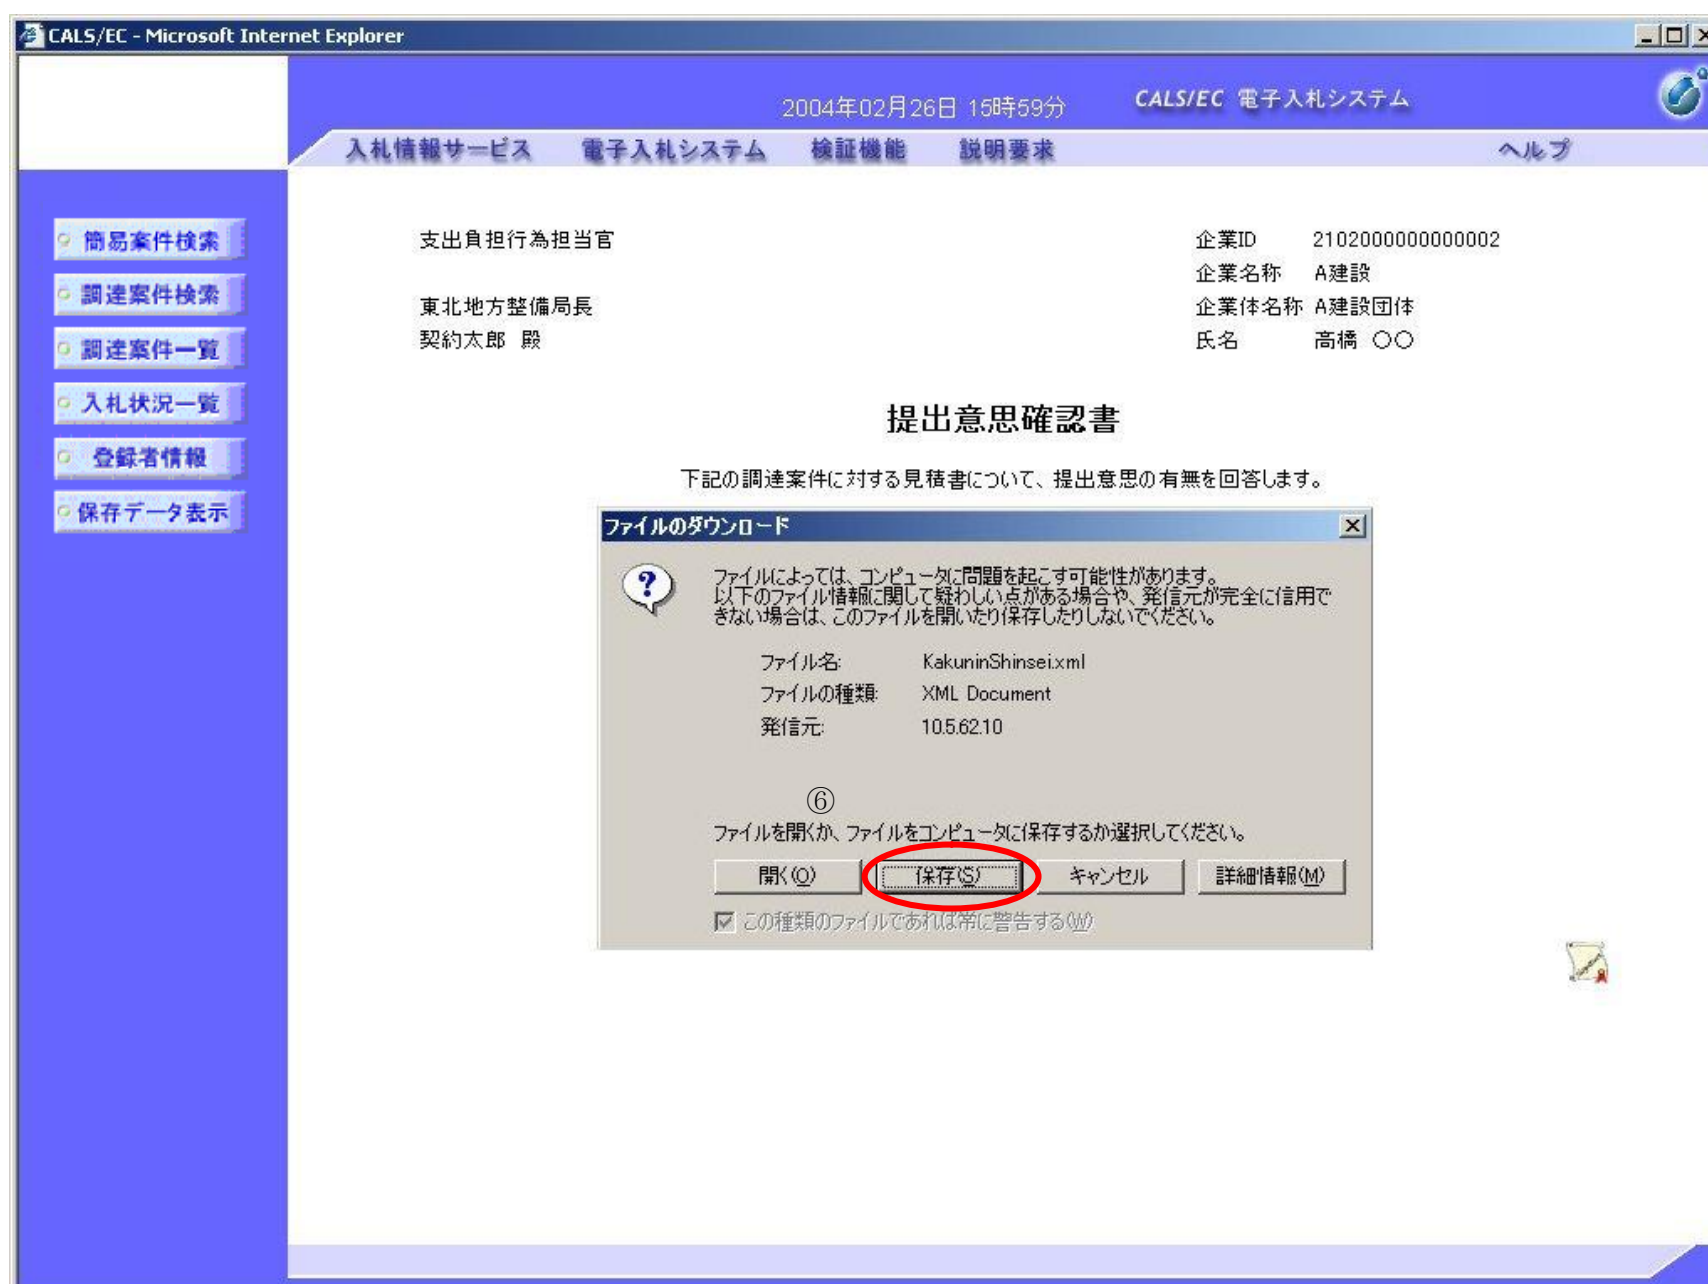 CALS/EC - Microsoft Internet Explorer
2004年02月26日 15時59分
CALS/EC 電子入札システム
入札情報サービス 電子入札システム 検証機能 説明要求 ヘルプ
簡易案件検索
調達案件検索
調達案件一覧
入札状況一覧
登録者情報
保存データ表示
支出負担行為担当官
東北地方整備局長
契約太郎 殿
企業ID 2102000000000002
企業名称 A建設
企業体名称 A建設団体
氏名 高橋 〇〇
提出意思確認書
下記の調達案件に対する見積書について、提出意思の有無を回答します。
ファイルのダウンロード
ファイルによっては、コンピュータに問題を起こす可能性があります。
以下のファイル情報に関して疑わしい点がある場合や、発信元が完全に信用で
きない場合は、このファイルを開いたり保存したりしないでください。
ファイル名: KakuninShinsei.xml
ファイルの種類: XML Document
発信元: 10.5.62.10
⑥
ファイルを開くか、ファイルをコンピュータに保存するか選択してください。
開く(O) 保存(S) キャンセル 詳細情報(M)
この種類のファイルであれば常に警告する(W)